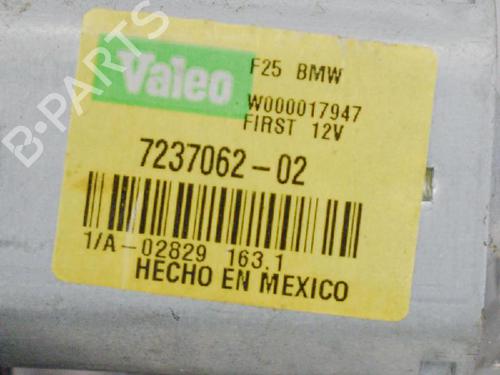 B-PARTS
Valeo
F25 BMW
W000017947
FIRST 12V
7237062-02
1/A-02829 163.1
HECHO EN MEXICO